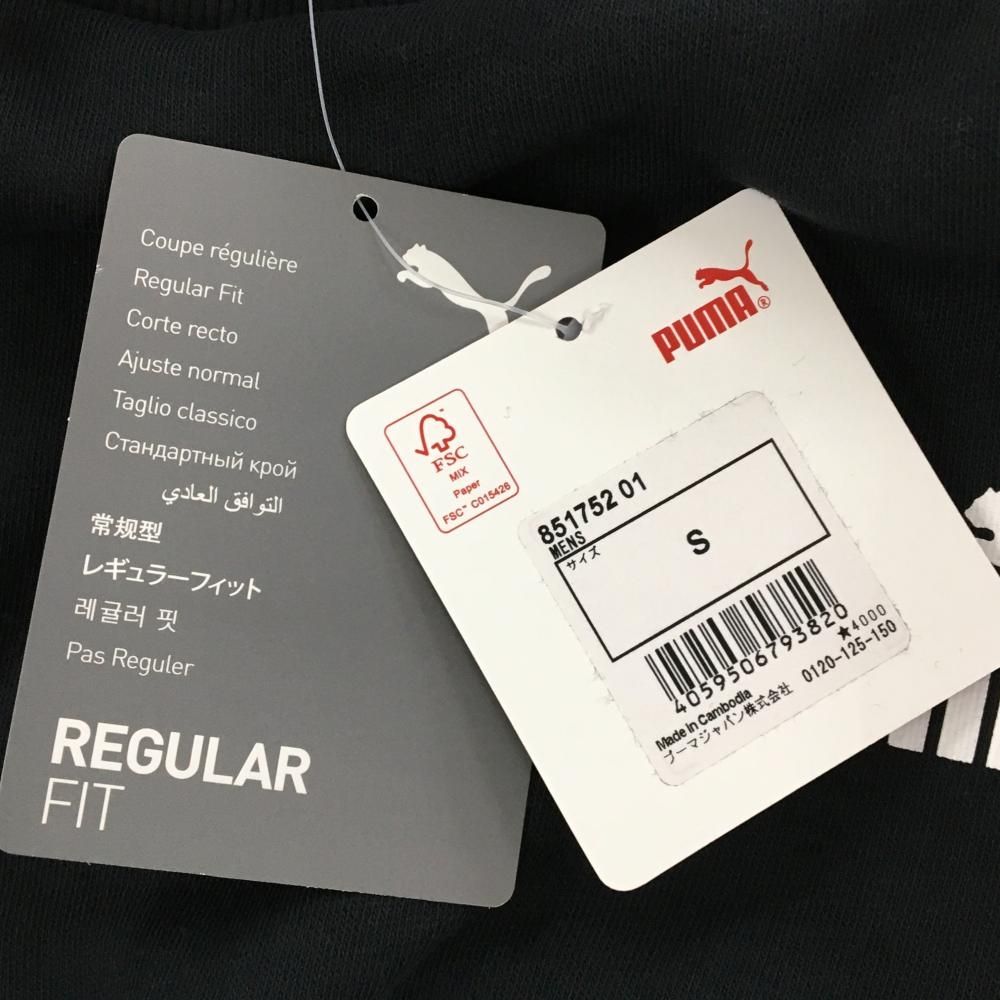 Coupe régulière
Regular Fit
Corte recto
Ajuste normal
Taglio classico
Стандартный крой
التوافق العادي
常规型
レギュラーフィット
레귤러 핏
Pas Reguler
REGULAR
FIT
PUMA®
FSC
MIX
Paper
FSC™ C015426
851752 01
MENS
サイズ
S
4059506793820
★4000
Made in Cambodia
プーマジャパン株式会社 0120-125-150